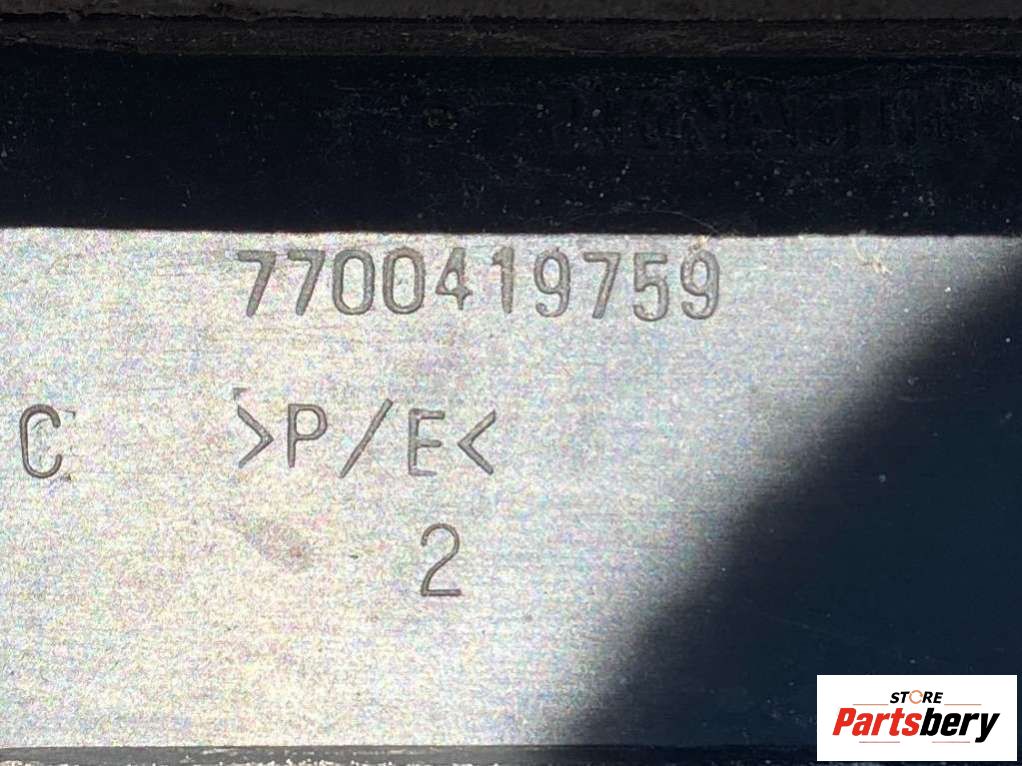 7700419759
C >P/E<
2
STORE
Partsbery